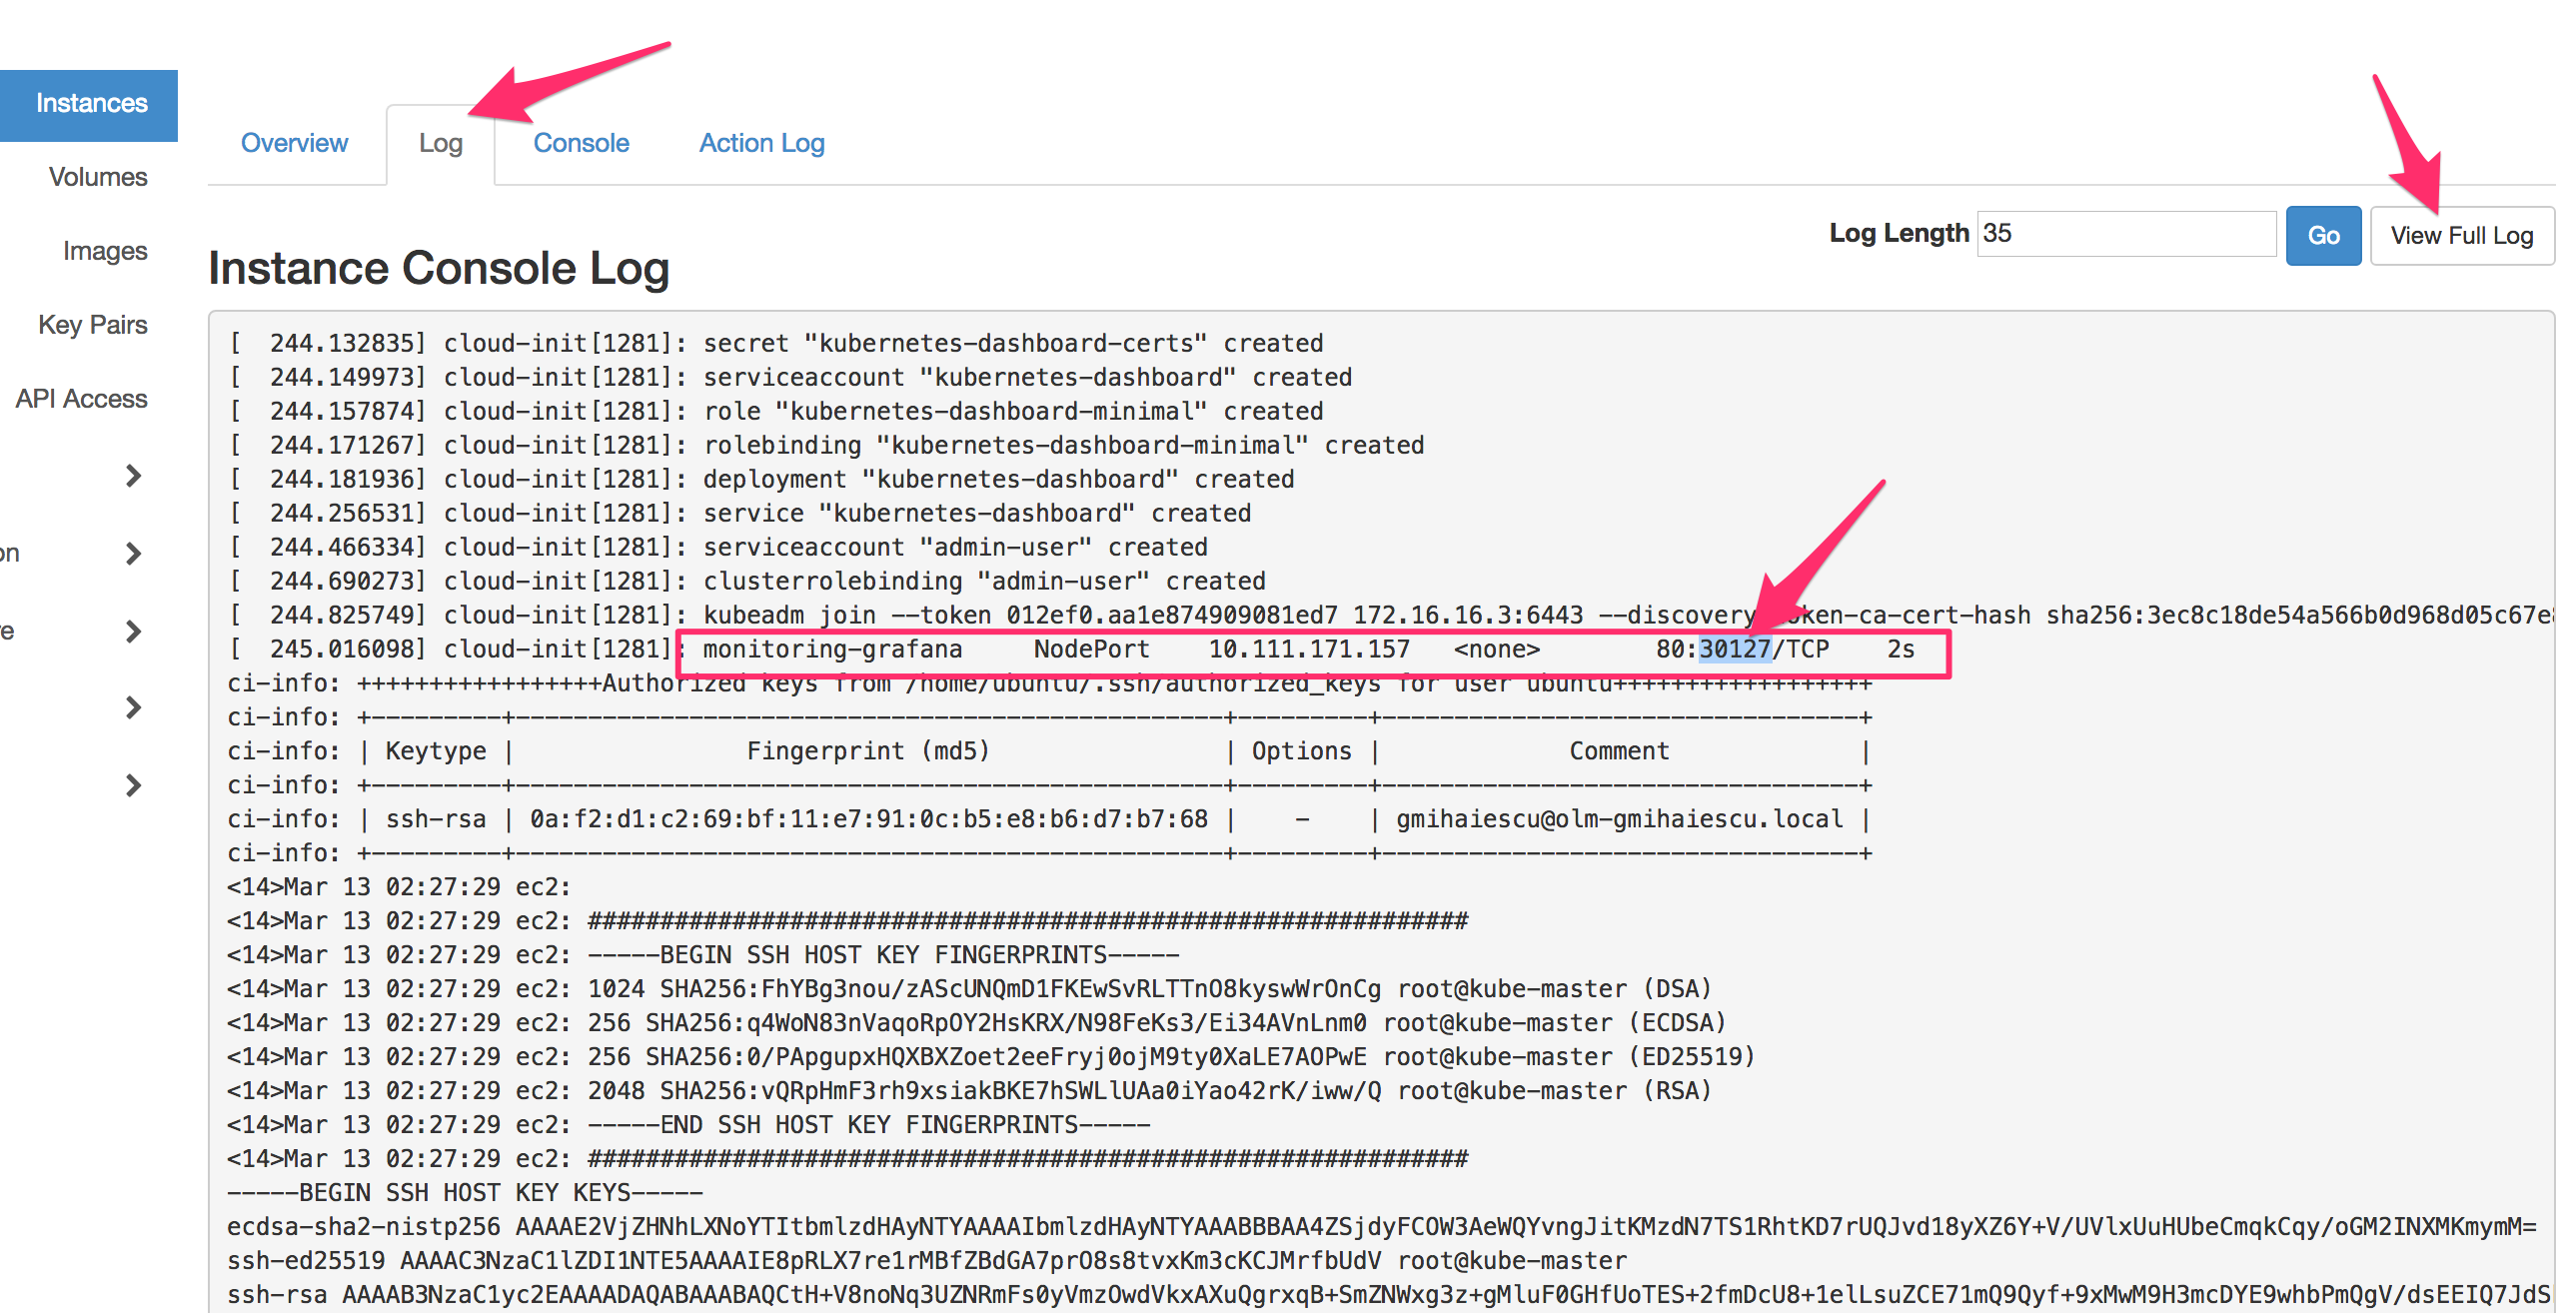 Instances
Volumes
Images
Key Pairs
API Access
on
e
Overview Log Console Action Log
Log Length 35 Go View Full Log
Instance Console Log
[  244.132835] cloud-init[1281]: secret "kubernetes-dashboard-certs" created
[  244.149973] cloud-init[1281]: serviceaccount "kubernetes-dashboard" created
[  244.157874] cloud-init[1281]: role "kubernetes-dashboard-minimal" created
[  244.171267] cloud-init[1281]: rolebinding "kubernetes-dashboard-minimal" created
[  244.181936] cloud-init[1281]: deployment "kubernetes-dashboard" created
[  244.256531] cloud-init[1281]: service "kubernetes-dashboard" created
[  244.466334] cloud-init[1281]: serviceaccount "admin-user" created
[  244.690273] cloud-init[1281]: clusterrolebinding "admin-user" created
[  244.825749] cloud-init[1281]: kubeadm join --token 012ef0.aa1e874909081ed7 172.16.16.3:6443 --discovery-token-ca-cert-hash sha256:3ec8c18de54a566b0d968d05c67e8
[  245.016098] cloud-init[1281]: monitoring-grafana     NodePort    10.111.171.157   <none>        80:30127/TCP    2s
ci-info: +++++++++++++++++Authorized keys from /home/ubuntu/.ssh/authorized_keys for user ubuntu++++++++++++++++++
ci-info: +---------+-------------------------------------------------+---------+---------------------------------+
ci-info: | Keytype |                Fingerprint (md5)                | Options |             Comment             |
ci-info: +---------+-------------------------------------------------+---------+---------------------------------+
ci-info: | ssh-rsa | 0a:f2:d1:c2:69:bf:11:e7:91:0c:b5:e8:b6:d7:b7:68 |    -    | gmihaiescu@olm-gmihaiescu.local |
ci-info: +---------+-------------------------------------------------+---------+---------------------------------+
<14>Mar 13 02:27:29 ec2:
<14>Mar 13 02:27:29 ec2: #############################################################
<14>Mar 13 02:27:29 ec2: -----BEGIN SSH HOST KEY FINGERPRINTS-----
<14>Mar 13 02:27:29 ec2: 1024 SHA256:FhYBg3nou/zAScUNQmD1FKEwSvRLTTnO8kyswWrOnCg root@kube-master (DSA)
<14>Mar 13 02:27:29 ec2: 256 SHA256:q4WoN83nVaqoRpOY2HsKRX/N98FeKs3/Ei34AVnLnm0 root@kube-master (ECDSA)
<14>Mar 13 02:27:29 ec2: 256 SHA256:0/PApgupxHQXBXZoet2eeFryj0ojM9ty0XaLE7AOPwE root@kube-master (ED25519)
<14>Mar 13 02:27:29 ec2: 2048 SHA256:vQRpHmF3rh9xsiakBKE7hSWLlUAa0iYao42rK/iww/Q root@kube-master (RSA)
<14>Mar 13 02:27:29 ec2: -----END SSH HOST KEY FINGERPRINTS-----
<14>Mar 13 02:27:29 ec2: #############################################################
-----BEGIN SSH HOST KEY KEYS-----
ecdsa-sha2-nistp256 AAAAE2VjZHNhLXNoYTItbmlzdHAyNTYAAAAIbmlzdHAyNTYAAABBBAA4ZSjdyFCOW3AeWQYvngJitKMzdN7TS1RhtKD7rUQJvd18yXZ6Y+V/UVlxUuHUbeCmqkCqy/oGM2INXMKmymM=
ssh-ed25519 AAAAC3NzaC1lZDI1NTE5AAAAIE8pRLX7re1rMBfZBdGA7prO8s8tvxKm3cKCJMrfbUdV root@kube-master
ssh-rsa AAAAB3NzaC1yc2EAAAADAQABAAABAQCtH+V8noNq3UZNRmFs0yVmzOwdVkxAXuQgrxqB+SmZNWxg3z+gMluF0GHfUoTES+2fmDcU8+1elLsuZCE71mQ9Qyf+9xMwM9H3mcDYE9whbPmQgV/dsEEIQ7JdS